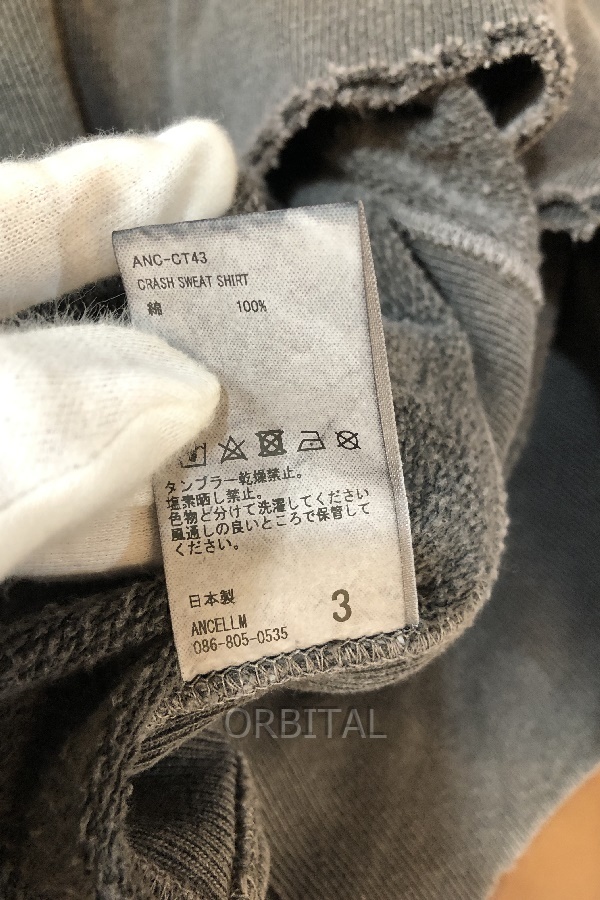 ANC-CT43
CRASH SWEAT SHIRT
綿 100%
タンブラー乾燥禁止。
塩素晒し禁止。
色物と分けて洗濯してください
風通しの良いところで保管して
ください。
日本製
3
ANCELLM
086-805-0535
ORBITAL